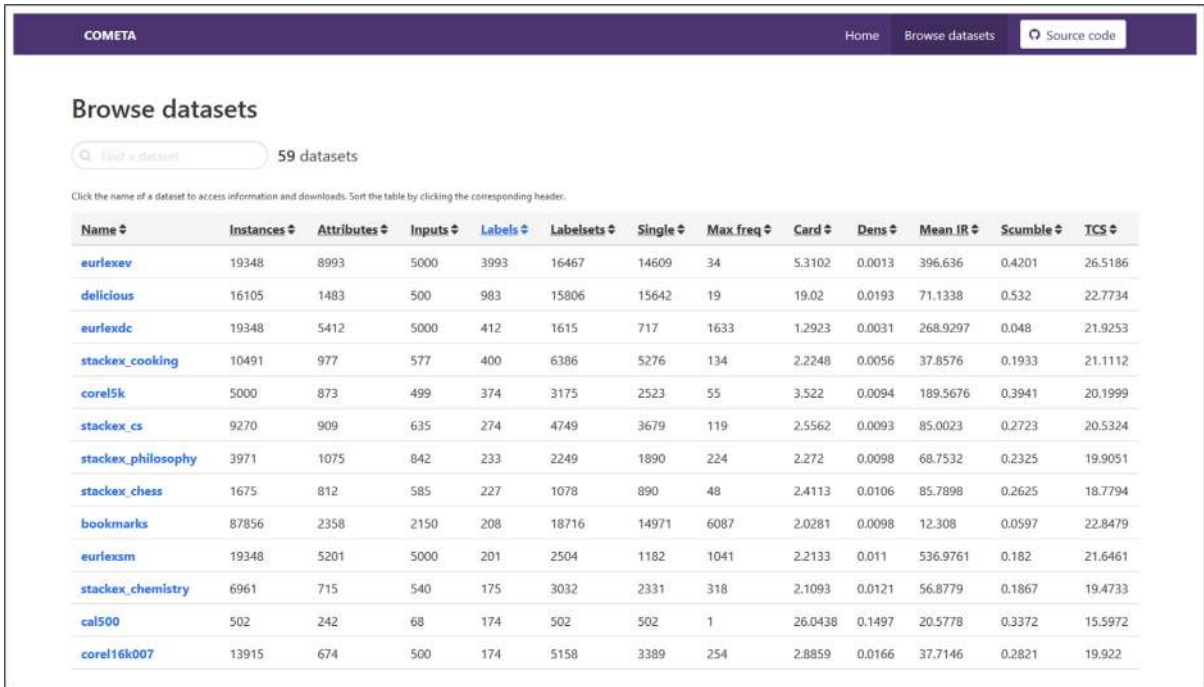 COMETA Home Browse datasets Source code
Browse datasets
Find a dataset 59 datasets
Click the name of a dataset to access information and downloads. Sort the table by clicking the corresponding header.
Name Instances Attributes Inputs Labels Labelsets Single Max freq Card Dens Mean IR Scumble TCS
eurlexev 19348 8993 5000 3993 16467 14609 34 5.3102 0.0013 396.636 0.4201 26.5186
delicious 16105 1483 500 983 15806 15642 19 19.02 0.0193 71.1338 0.532 22.7734
eurlexdc 19348 5412 5000 412 1615 717 1633 1.2923 0.0031 268.9297 0.048 21.9253
stackex_cooking 10491 977 577 400 6386 5276 134 2.2248 0.0056 37.8576 0.1933 21.1112
corel5k 5000 873 499 374 3175 2523 55 3.522 0.0094 189.5676 0.3941 20.1999
stackex_cs 9270 909 635 274 4749 3679 119 2.5562 0.0093 85.0023 0.2723 20.5324
stackex_philosophy 3971 1075 842 233 2249 1890 224 2.272 0.0098 68.7532 0.2325 19.9051
stackex_chess 1675 812 585 227 1078 890 48 2.4113 0.0106 85.7898 0.2625 18.7794
bookmarks 87856 2358 2150 208 18716 14971 6087 2.0281 0.0098 12.308 0.0597 22.8479
eurlexsm 19348 5201 5000 201 2504 1182 1041 2.2133 0.011 536.9761 0.182 21.6461
stackex_chemistry 6961 715 540 175 3032 2331 318 2.1093 0.0121 56.8779 0.1867 19.4733
cal500 502 242 68 174 502 502 1 26.0438 0.1497 20.5778 0.3372 15.5972
corel16k007 13915 674 500 174 5158 3389 254 2.8859 0.0166 37.7146 0.2821 19.922